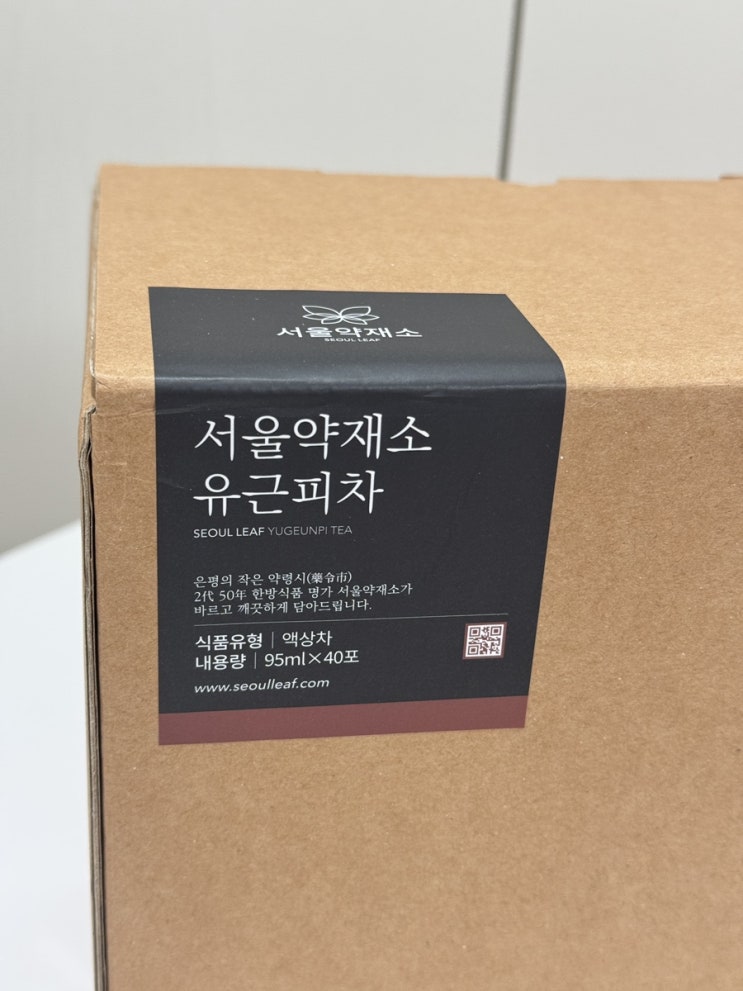 서울약재소
SEOUL LEAF
서울약재소
유근피차
SEOUL LEAF YUGEUNPI TEA
은평의 작은 약령시(藥令市)
2代 50年 한방식품 명가 서울약재소가
바르고 깨끗하게 담아드립니다.
식품유형 | 액상차
내용량 | 95ml×40포
www.seoulleaf.com